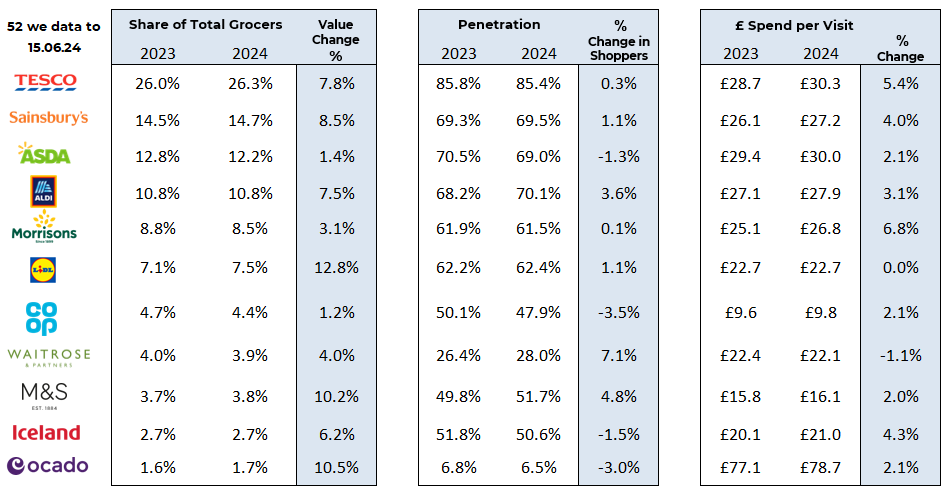 52 we data to
15.06.24
Share of Total Grocers
2023 2024
Value
Change
%
Penetration
2023 2024
%
Change in
Shoppers
£ Spend per Visit
2023 2024
%
Change
TESCO 26.0% 26.3% 7.8% 85.8% 85.4% 0.3% £28.7 £30.3 5.4%
Sainsbury's 14.5% 14.7% 8.5% 69.3% 69.5% 1.1% £26.1 £27.2 4.0%
ASDA 12.8% 12.2% 1.4% 70.5% 69.0% -1.3% £29.4 £30.0 2.1%
ALDI 10.8% 10.8% 7.5% 68.2% 70.1% 3.6% £27.1 £27.9 3.1%
Morrisons 8.8% 8.5% 3.1% 61.9% 61.5% 0.1% £25.1 £26.8 6.8%
Since 1899
LIDL 7.1% 7.5% 12.8% 62.2% 62.4% 1.1% £22.7 £22.7 0.0%
CO
OP 4.7% 4.4% 1.2% 50.1% 47.9% -3.5% £9.6 £9.8 2.1%
WAITROSE 4.0% 3.9% 4.0% 26.4% 28.0% 7.1% £22.4 £22.1 -1.1%
& PARTNERS
M&S 3.7% 3.8% 10.2% 49.8% 51.7% 4.8% £15.8 £16.1 2.0%
EST. 1884
Iceland 2.7% 2.7% 6.2% 51.8% 50.6% -1.5% £20.1 £21.0 4.3%
ocado 1.6% 1.7% 10.5% 6.8% 6.5% -3.0% £77.1 £78.7 2.1%